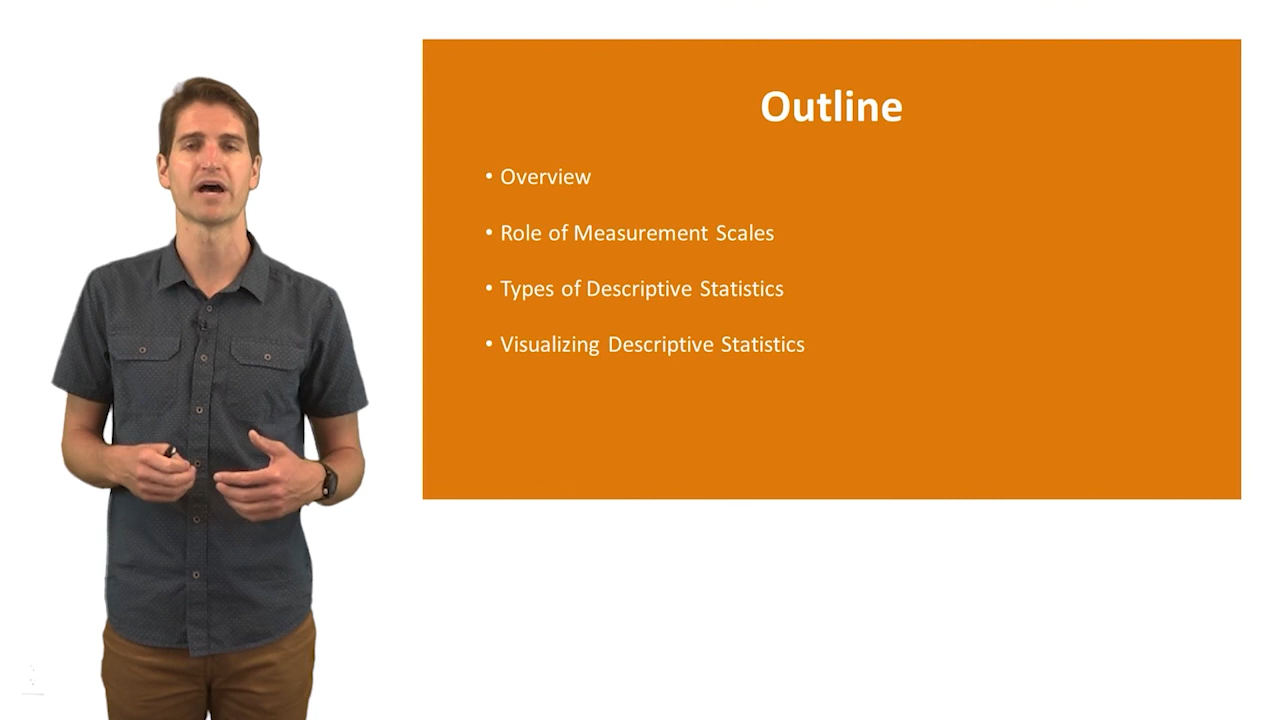 Outline
• Overview
• Role of Measurement Scales
• Types of Descriptive Statistics
• Visualizing Descriptive Statistics